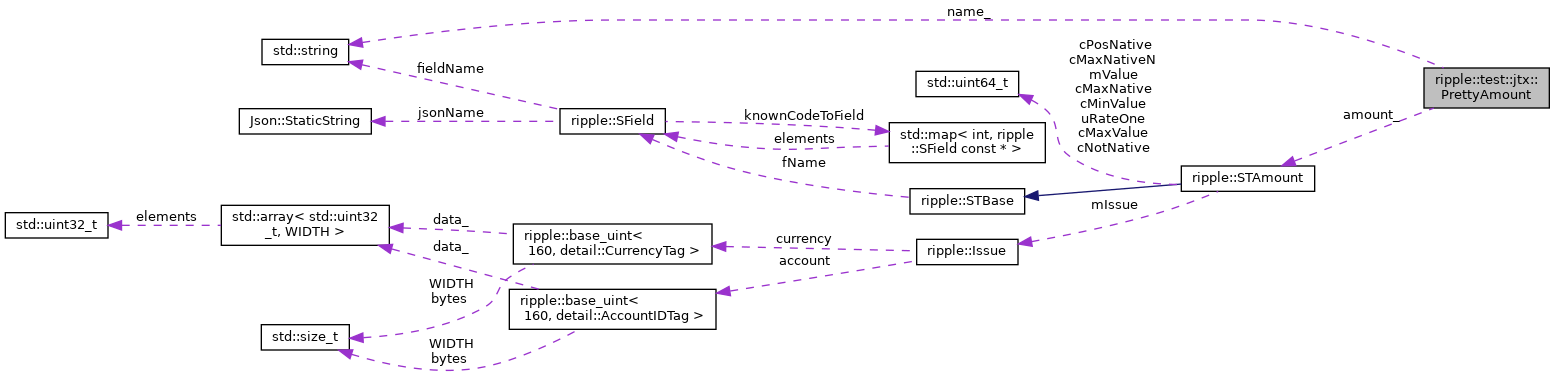 name_
std::string
cPosNative
cMaxNativeN
mValue
cMaxNative
cMinValue
uRateOne
cMaxValue
cNotNative
fieldName
std::uint64_t
ripple::test::jtx::
PrettyAmount
Json::StaticString
jsonName
ripple::SField
knownCodeToField
elements
std::map< int, ripple
::SField const * >
amount_
fName
ripple::STAmount
ripple::STBase
mIssue
std::uint32_t
elements
std::array< std::uint32
_t, WIDTH >
data_
data_
ripple::base_uint<
160, detail::CurrencyTag >
currency
account
ripple::Issue
WIDTH
bytes
ripple::base_uint<
160, detail::AccountIDTag >
std::size_t
WIDTH
bytes